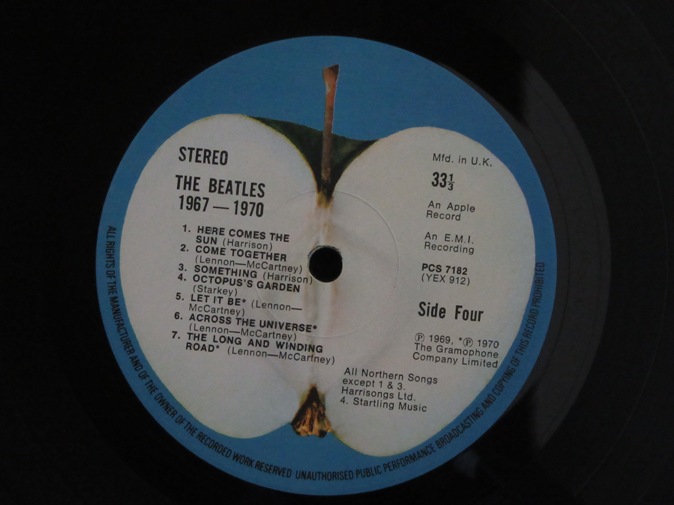 STEREO
THE BEATLES
1967 — 1970
1. HERE COMES THE
SUN (Harrison)
2. COME TOGETHER
(Lennon—McCartney)
3. SOMETHING (Harrison)
4. OCTOPUS'S GARDEN
(Starkey)
5. LET IT BE* (Lennon—
McCartney)
6. ACROSS THE UNIVERSE*
(Lennon—McCartney)
7. THE LONG AND WINDING
ROAD* (Lennon—McCartney)
Mfd. in U.K.
33⅓
An Apple
Record
An E.M.I.
Recording
PCS 7182
(YEX 912)
Side Four
Ⓟ 1969, *Ⓟ 1970
The Gramophone
Company Limited
All Northern Songs
except 1 & 3.
Harrisongs Ltd.
4. Startling Music
ALL RIGHTS OF THE MANUFACTURER AND OF THE OWNER OF THE RECORDED WORK RESERVED UNAUTHORISED PUBLIC PERFORMANCE BROADCASTING AND COPYING OF THIS RECORD PROHIBITED